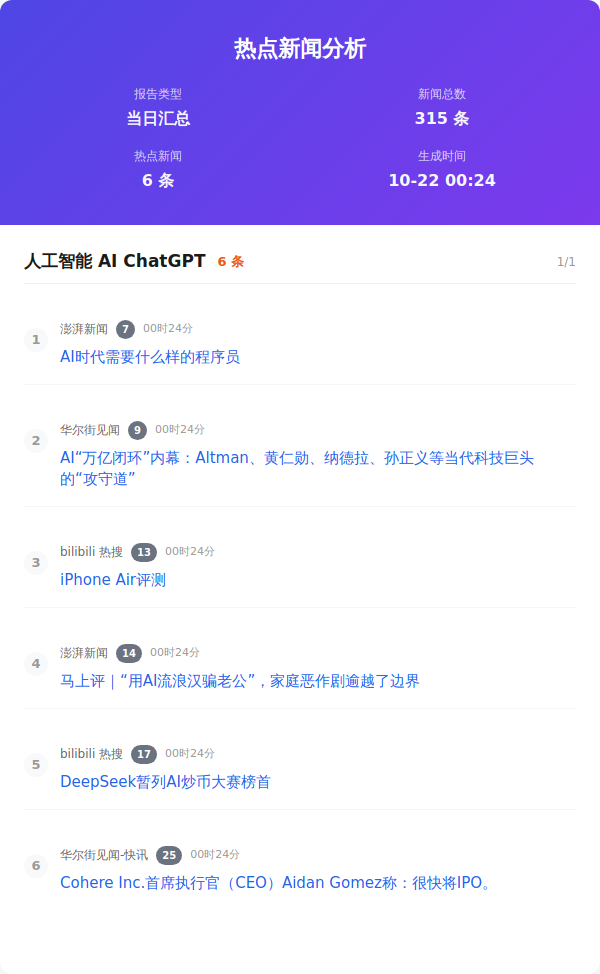 热点新闻分析
报告类型
新闻总数
当日汇总
315 条
热点新闻
生成时间
6 条
10-22 00:24
人工智能 AI ChatGPT 6 条 1/1
1
澎湃新闻 7 00时24分
AI时代需要什么样的程序员
2
华尔街见闻 9 00时24分
AI“万亿闭环”内幕：Altman、黄仁勋、纳德拉、孙正义等当代科技巨头
的“攻守道”
3
bilibili 热搜 13 00时24分
iPhone Air评测
4
澎湃新闻 14 00时24分
马上评｜“用AI流浪汉骗老公”，家庭恶作剧逾越了边界
5
bilibili 热搜 17 00时24分
DeepSeek暂列AI炒币大赛榜首
6
华尔街见闻-快讯 25 00时24分
Cohere Inc.首席执行官（CEO）Aidan Gomez称：很快将IPO。